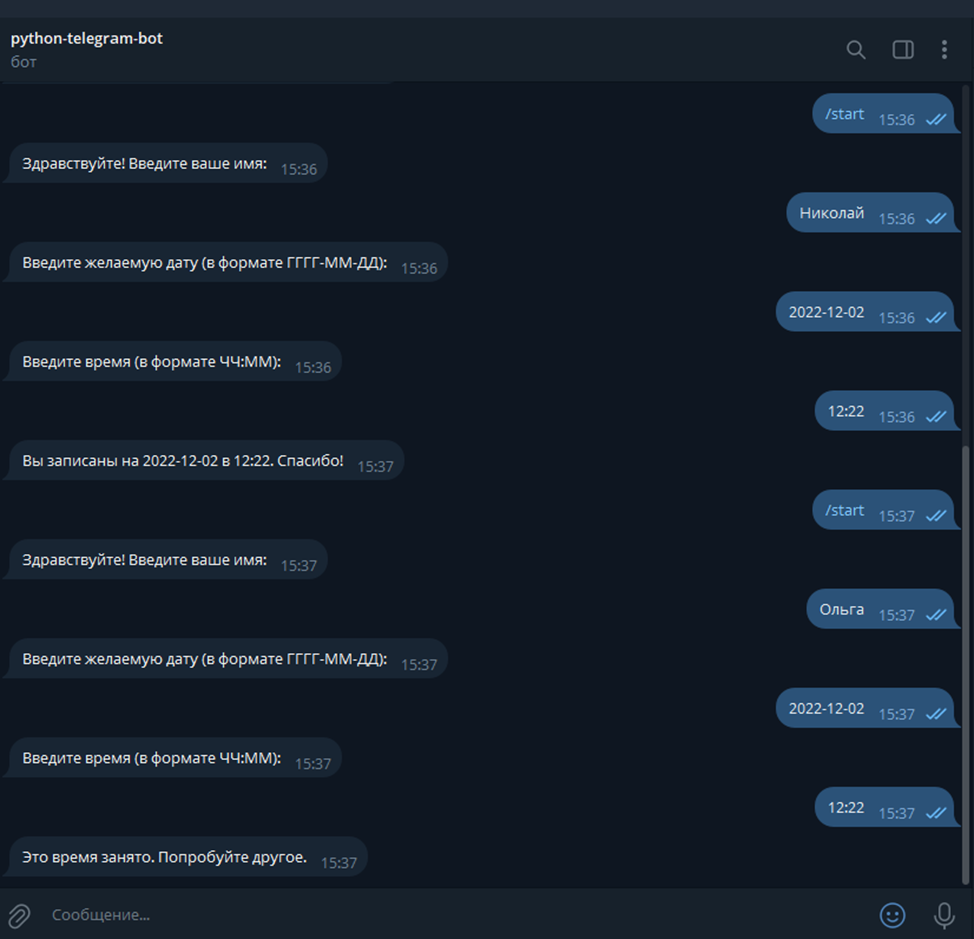 python-telegram-bot
бот
/start 15:36
Здравствуйте! Введите ваше имя: 15:36
Николай 15:36
Введите желаемую дату (в формате ГГГГ-ММ-ДД): 15:36
2022-12-02 15:36
Введите время (в формате ЧЧ:ММ): 15:36
12:22 15:36
Вы записаны на 2022-12-02 в 12:22. Спасибо! 15:37
/start 15:37
Здравствуйте! Введите ваше имя: 15:37
Ольга 15:37
Введите желаемую дату (в формате ГГГГ-ММ-ДД): 15:37
2022-12-02 15:37
Введите время (в формате ЧЧ:ММ): 15:37
12:22 15:37
Это время занято. Попробуйте другое. 15:37
Сообщение...